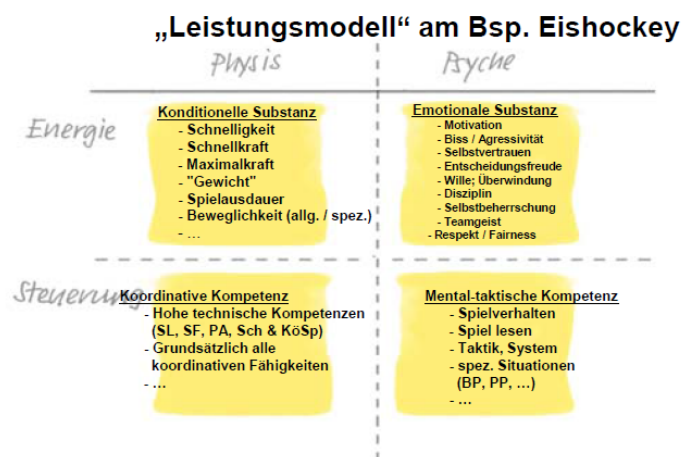 „Leistungsmodell“ am Bsp. Eishockey
Physis
Psyche
Energie
Konditionelle Substanz
- Schnelligkeit
- Schnellkraft
- Maximalkraft
- "Gewicht"
- Spielausdauer
- Beweglichkeit (allg. / spez.)
- ...
Emotionale Substanz
- Motivation
- Biss / Agressivität
- Selbstvertrauen
- Entscheidungsfreude
- Wille; Überwindung
- Disziplin
- Selbstbeherrschung
- Teamgeist
- Respekt / Fairness
Steuerung
Koordinative Kompetenz
- Hohe technische Kompetenzen
(SL, SF, PA, Sch & KöSp)
- Grundsätzlich alle
koordinativen Fähigkeiten
- ...
Mental-taktische Kompetenz
- Spielverhalten
- Spiel lesen
- Taktik, System
- spez. Situationen
(BP, PP, ...)
- ...